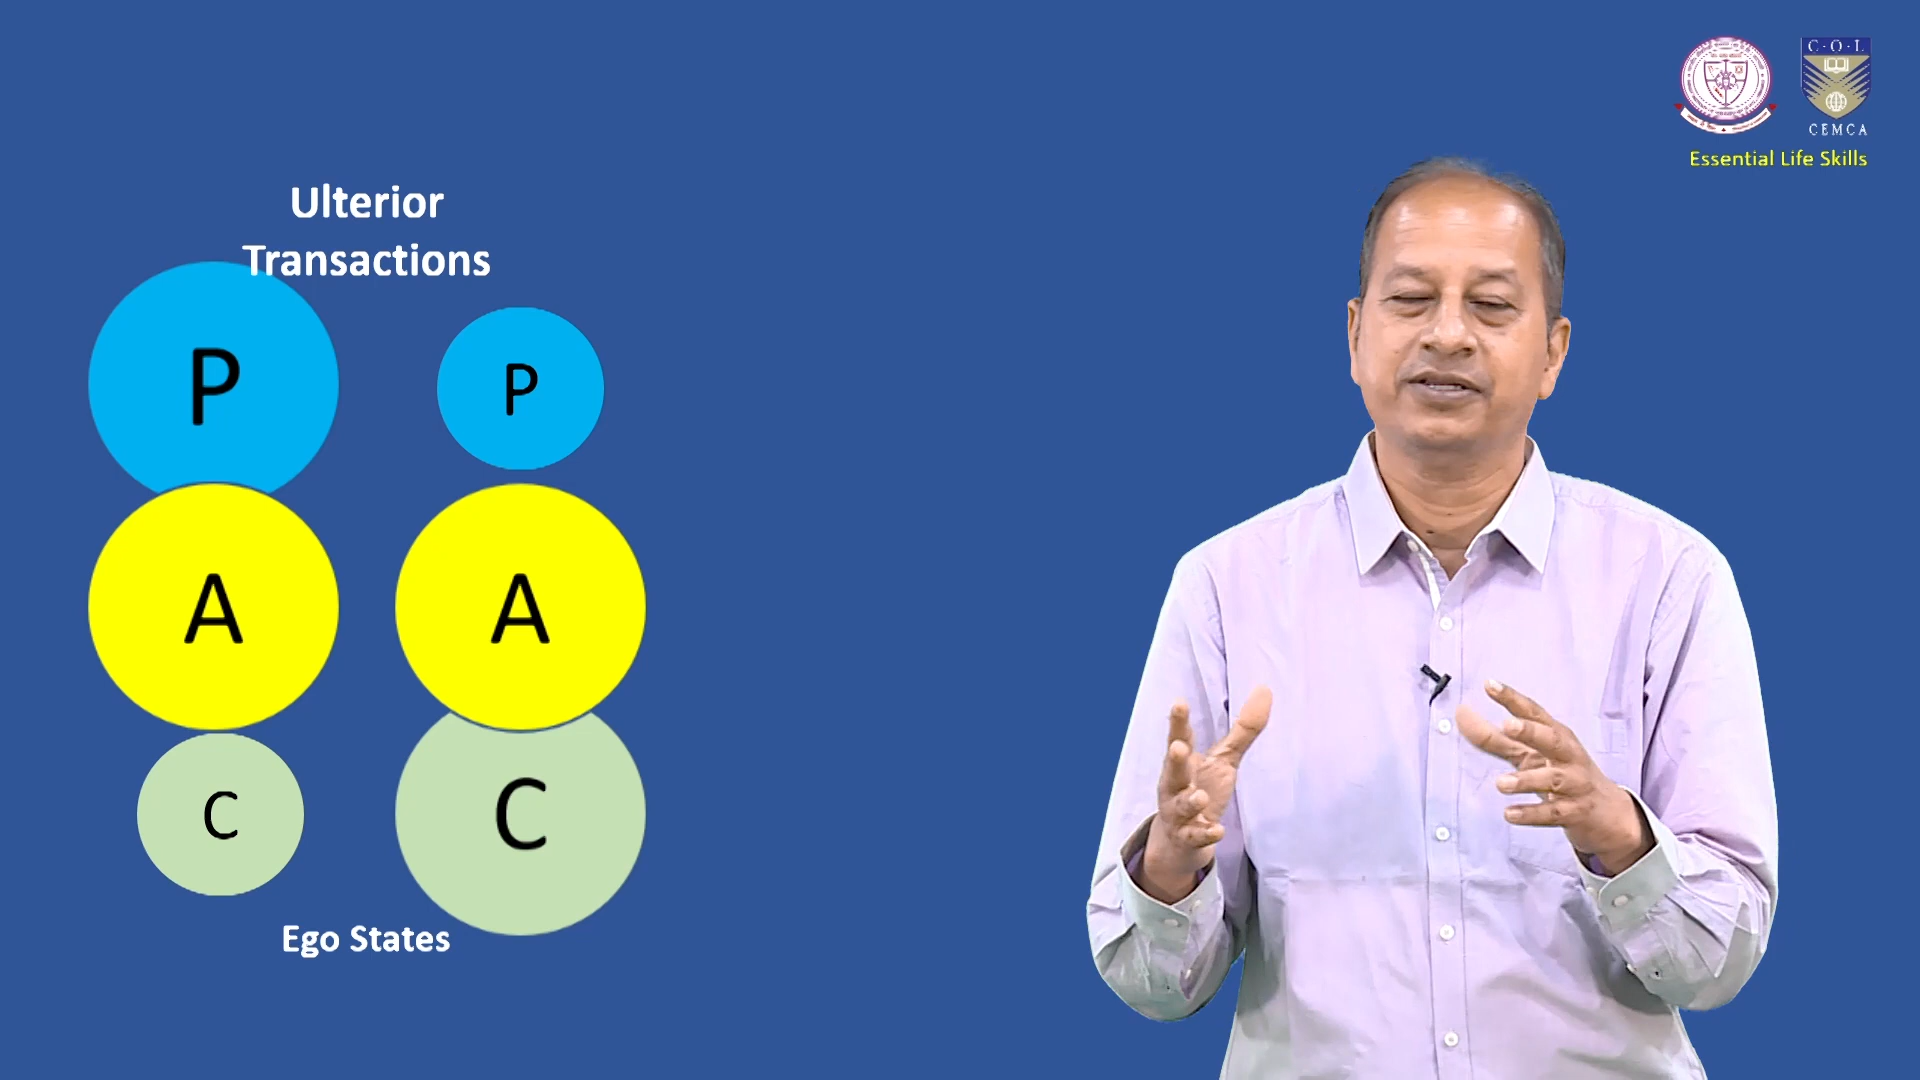 C·O·L
CEMCA
Essential Life Skills
Ulterior
Transactions
P
P
A
A
C
C
Ego States